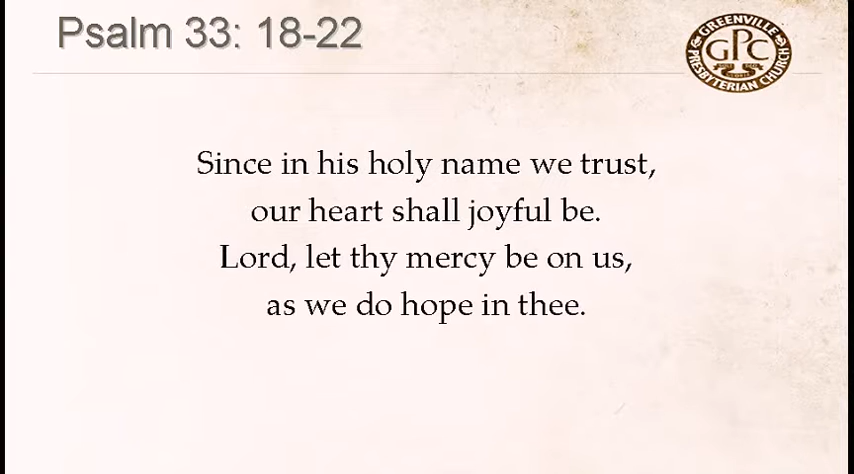 Psalm 33: 18-22
GREENVILLE
GPC
PRESBYTERIAN CHURCH
Since in his holy name we trust,
our heart shall joyful be.
Lord, let thy mercy be on us,
as we do hope in thee.